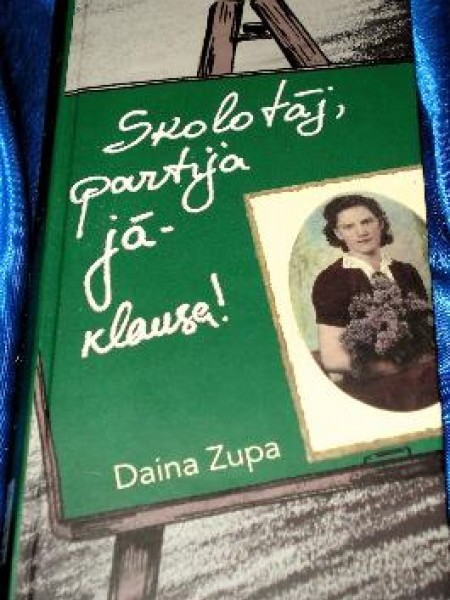 Skolotāj,
partija
jā-
klausa!
Daina Zupa